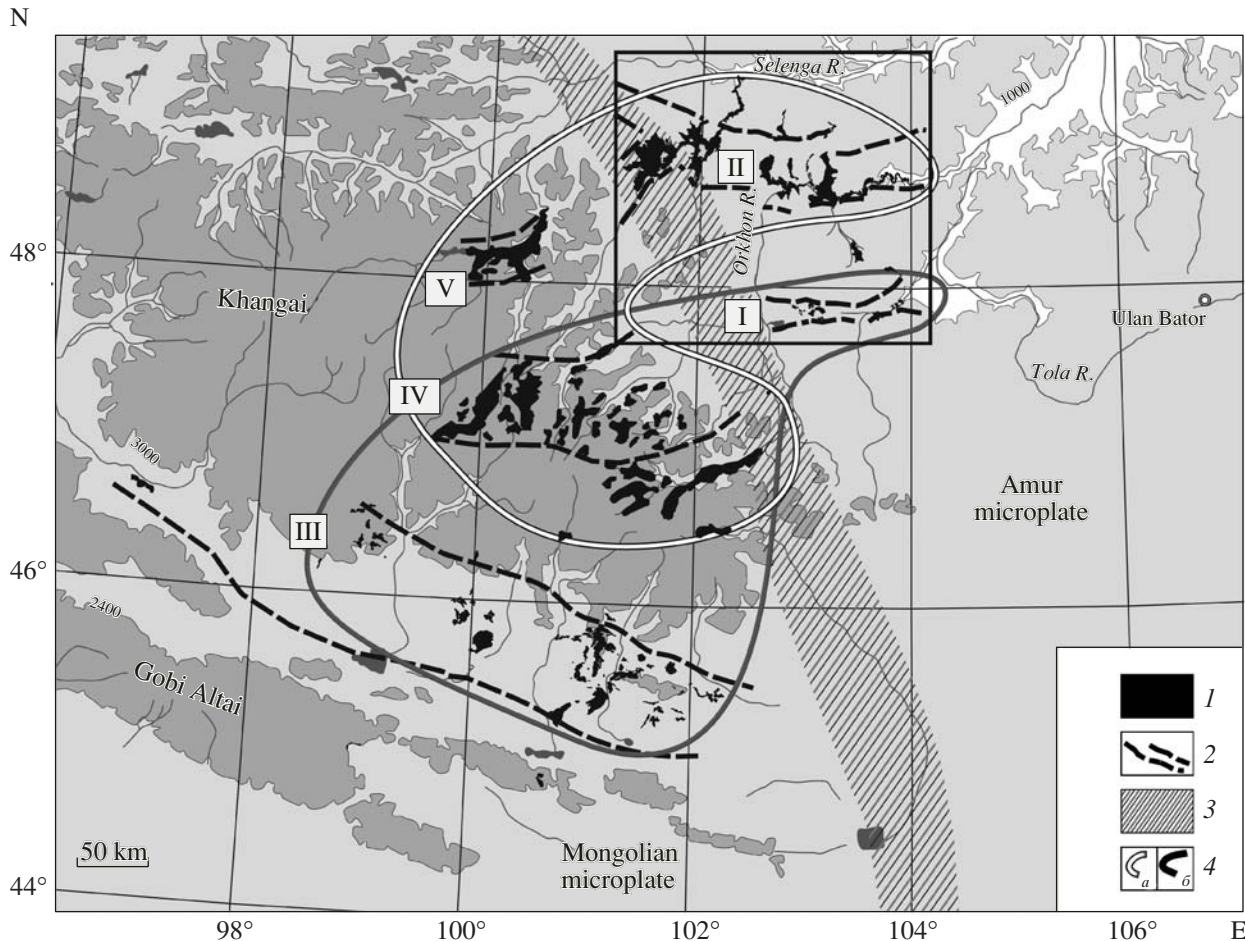 N
Selenga R.
1000
II
Orkhon R.
48°
V
Khangai
I
Ulan Bator
Tola R.
IV
3000
Amur
microplate
III
46°
2400
Gobi Altai
1
2
3
50 km
Mongolian
microplate
а
б
4
44°
98°
100°
102°
104°
106°
E